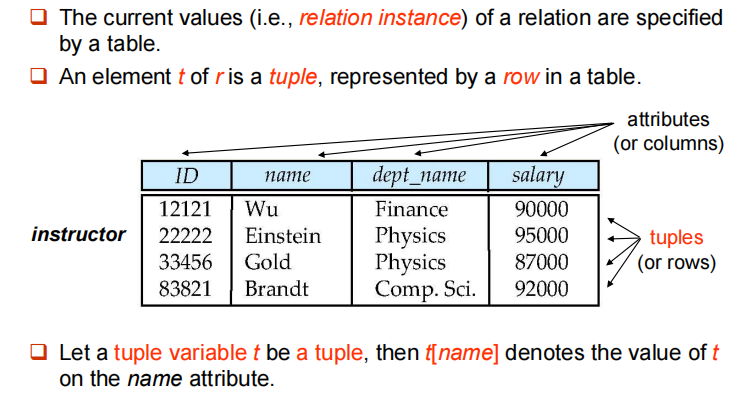 ❑ The current values (i.e., relation instance) of a relation are specified
by a table.
❑ An element t of r is a tuple, represented by a row in a table.
attributes
(or columns)
ID name dept_name salary
12121 Wu Finance 90000
instructor 22222 Einstein Physics 95000 tuples
33456 Gold Physics 87000 (or rows)
83821 Brandt Comp. Sci. 92000
❑ Let a tuple variable t be a tuple, then t[name] denotes the value of t
on the name attribute.